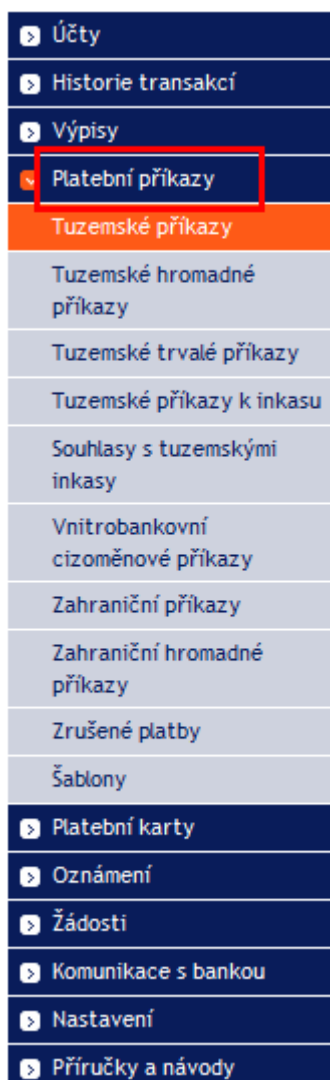 Účty
Historie transakcí
Výpisy
Platební příkazy
Tuzemské příkazy
Tuzemské hromadné
příkazy
Tuzemské trvalé příkazy
Tuzemské příkazy k inkasu
Souhlasy s tuzemskými
inkasy
Vnitrobankovní
cizoměnové příkazy
Zahraniční příkazy
Zahraniční hromadné
příkazy
Zrušené platby
Šablony
Platební karty
Oznámení
Žádosti
Komunikace s bankou
Nastavení
Příručky a návody